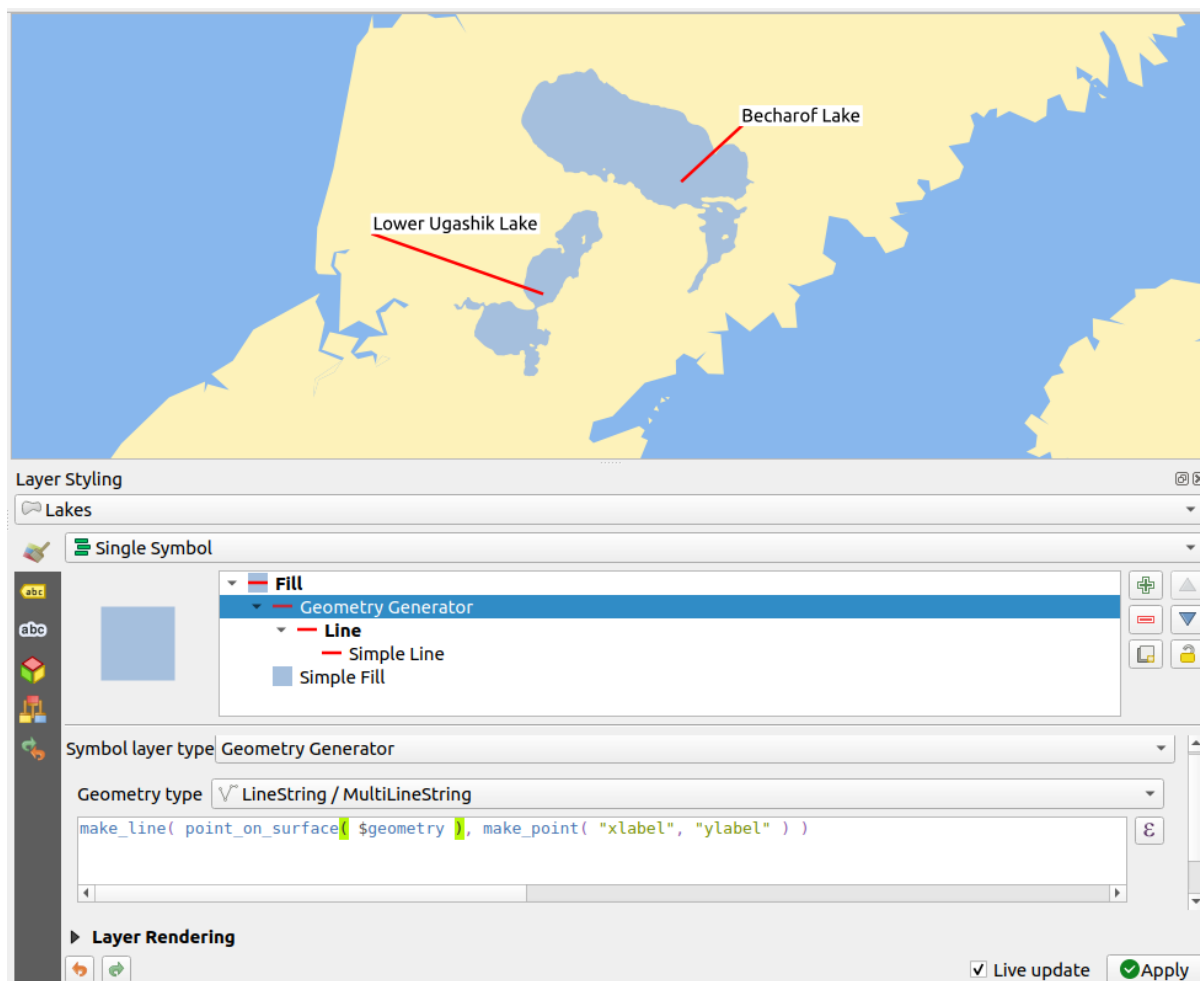 Becharof Lake
Lower Ugashik Lake
Layer Styling
Lakes
Single Symbol
abc
Fill
Geometry Generator
abc
Line
Simple Line
Simple Fill
Symbol layer type Geometry Generator
Geometry type LineString / MultiLineString
make_line( point_on_surface( $geometry ), make_point( "xlabel", "ylabel" ) )
ε
Layer Rendering
Live update Apply